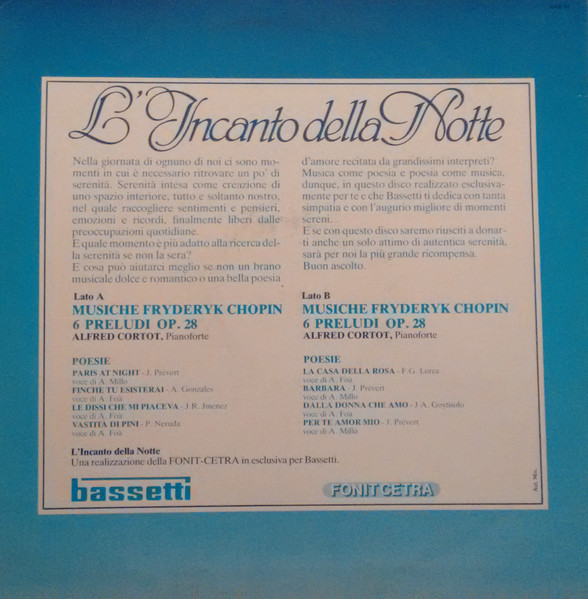 L'Incanto della Notte
Nella giornata di ognuno di noi ci sono mo-
menti in cui è necessario ritrovare un po' di
serenità. Serenità intesa come creazione di
uno spazio interiore, tutto e soltanto nostro,
nel quale raccogliere sentimenti e pensieri,
emozioni e ricordi, finalmente liberi dalle
preoccupazioni quotidiane.
E quale momento è più adatto alla ricerca del-
la serenità se non la sera?
E cosa può aiutarci meglio se non un brano
musicale dolce e romantico o una bella poesia
d'amore recitata da grandissimi interpreti?
Musica come poesia e poesia come musica,
dunque, in questo disco realizzato esclusiva-
mente per te e che Bassetti ti dedica con tanta
simpatia e con l'augurio migliore di momenti
sereni...
E se con questo disco saremo riusciti a donar-
ti anche un solo attimo di autentica serenità,
sarà per noi la più grande ricompensa.
Buon ascolto.
Lato A
MUSICHE FRYDERYK CHOPIN
6 PRELUDI OP. 28
ALFRED CORTOT, Pianoforte
POESIE
PARIS AT NIGHT - J. Prévert
voce di A. Millo
FINCHE TU ESISTERAI - A. Gonzales
voce di A. Foà
LE DISSI CHE MI PIACEVA - J.R. Jimenez
voce di A. Foà
VASTITA DI PINI - P. Neruda
voce di A. Foà
Lato B
MUSICHE FRYDERYK CHOPIN
6 PRELUDI OP. 28
ALFRED CORTOT, Pianoforte
POESIE
LA CASA DELLA ROSA - F.G. Lorca
voce di A. Foà
BARBARA - J. Prévert
voce di A. Millo
DALLA DONNA CHE AMO - J.A. Goytisolo
voce di A. Foà
PER TE AMOR MIO - J. Prévert
voce di A. Millo
L'Incanto della Notte
Una realizzazione della FONIT-CETRA in esclusiva per Bassetti.
bassetti
FONIT CETRA